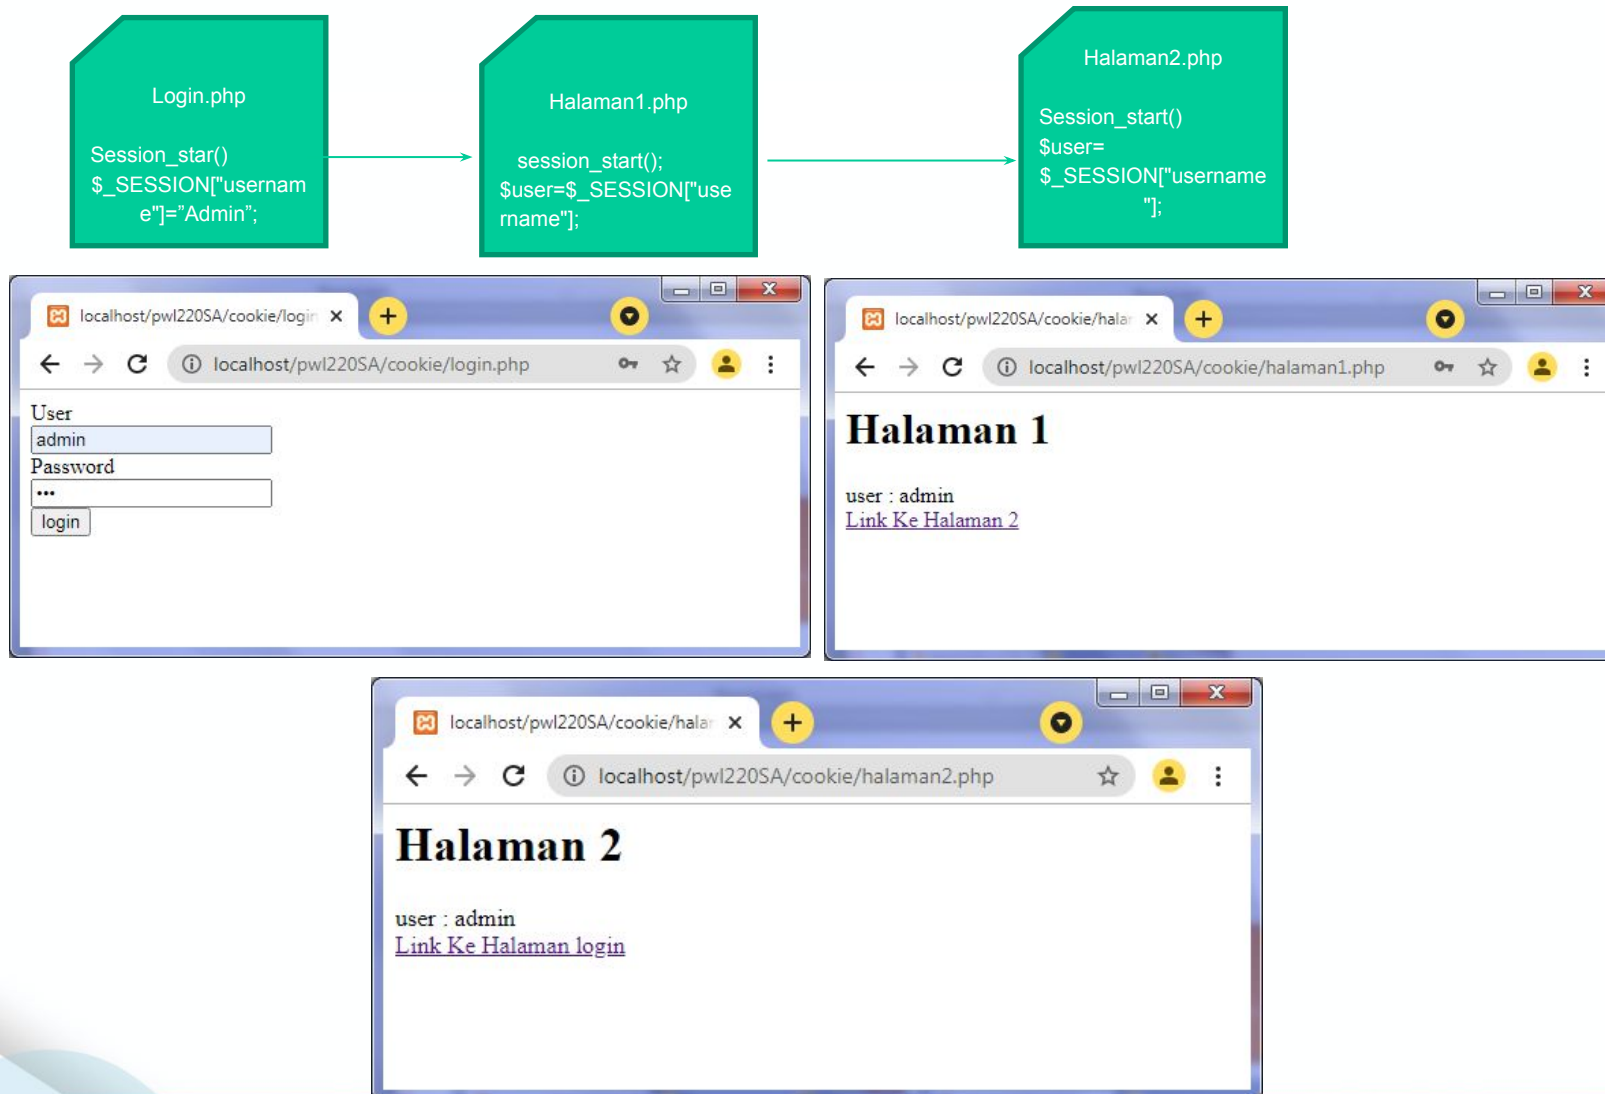 Login.php
Session_star()
$_SESSION["usernam
e"]=”Admin”;
Halaman1.php
session_start();
$user=$_SESSION["use
rname"];
Halaman2.php
Session_start()
$user=
$_SESSION["username
"];
localhost/pwl220SA/cookie/login
localhost/pwl220SA/cookie/login.php
User
admin
Password
•••
login
localhost/pwl220SA/cookie/halar
localhost/pwl220SA/cookie/halaman1.php
Halaman 1
user : admin
Link Ke Halaman 2
localhost/pwl220SA/cookie/halar
localhost/pwl220SA/cookie/halaman2.php
Halaman 2
user : admin
Link Ke Halaman login